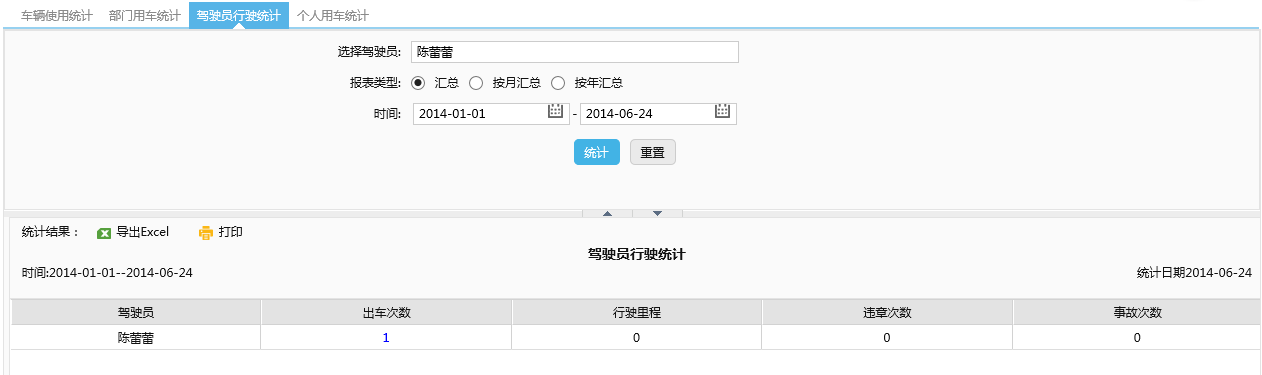 车辆使用统计 部门用车统计 驾驶员行驶统计 个人用车统计
选择驾驶员: 陈蕾蕾
报表类型: 汇总 按月汇总 按年汇总
时间: 2014-01-01 - 2014-06-24
统计 重置
统计结果： 导出Excel 打印
驾驶员行驶统计
时间:2014-01-01--2014-06-24 统计日期2014-06-24
驾驶员 出车次数 行驶里程 违章次数 事故次数
陈蕾蕾 1 0 0 0